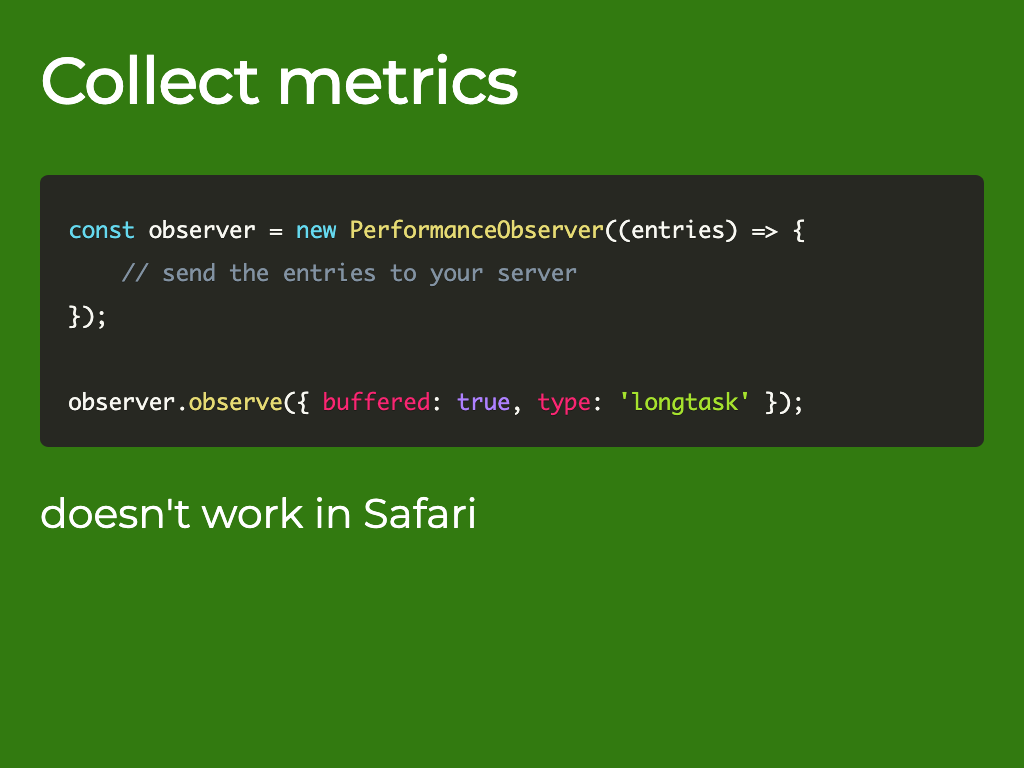 Collect metrics
const observer = new PerformanceObserver((entries) => {
    // send the entries to your server
});
observer.observe({ buffered: true, type: 'longtask' });
doesn't work in Safari